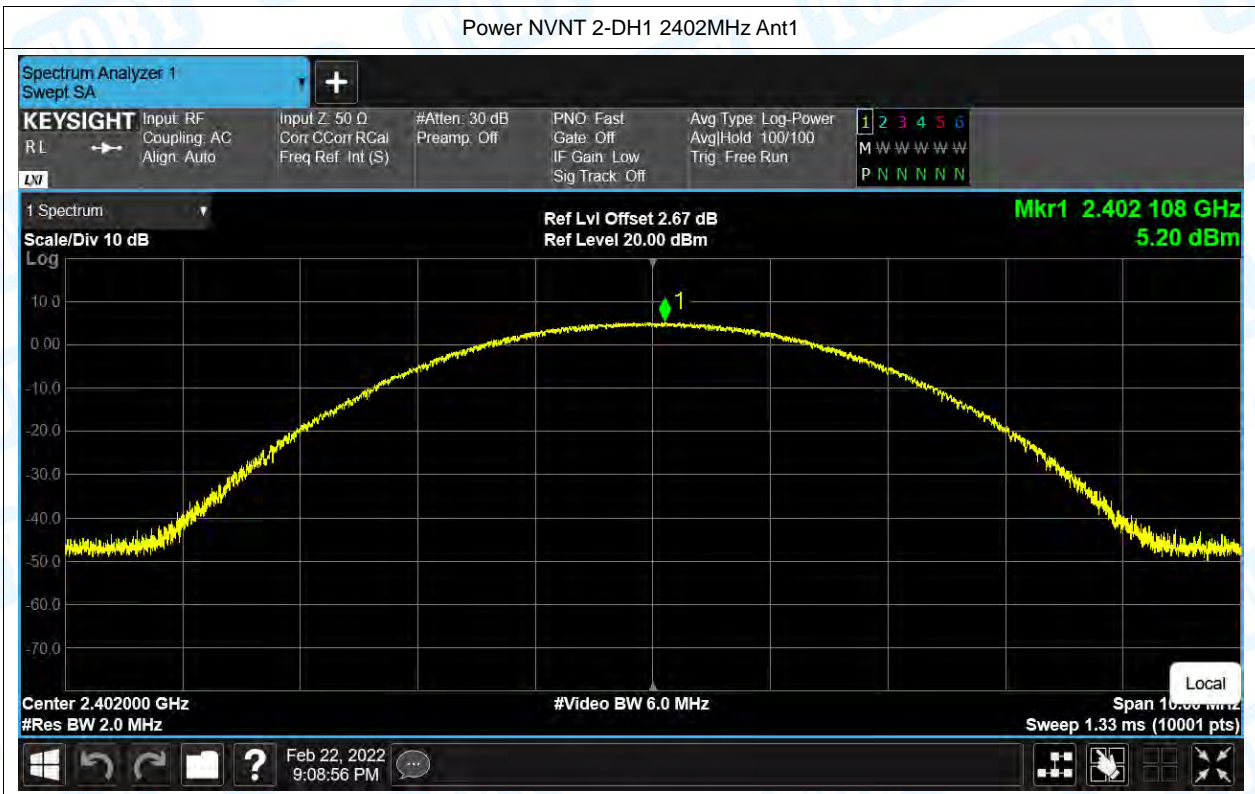 Power NVNT 2-DH1 2402MHz Ant1
Spectrum Analyzer 1
Swept SA
+
KEYSIGHT
R L
LXI
Input: RF
Coupling: AC
Align: Auto
Input Z: 50 Ω
Corr CCorr RCal
Freq Ref: Int (S)
#Atten: 30 dB
Preamp: Off
PNO: Fast
Gate: Off
IF Gain: Low
Sig Track: Off
Avg Type: Log-Power
Avg|Hold: 100/100
Trig: Free Run
1 2 3 4 5 6
M W W W W W
P N N N N N
1 Spectrum
Scale/Div 10 dB
Ref Lvl Offset 2.67 dB
Ref Level 20.00 dBm
Mkr1 2.402 108 GHz
5.20 dBm
Log
1
10.0
0.00
-10.0
-20.0
-30.0
-40.0
-50.0
-60.0
-70.0
Local
Center 2.402000 GHz
#Video BW 6.0 MHz
Span 10.00 MHz
#Res BW 2.0 MHz
Sweep 1.33 ms (10001 pts)
?
Feb 22, 2022
9:08:56 PM